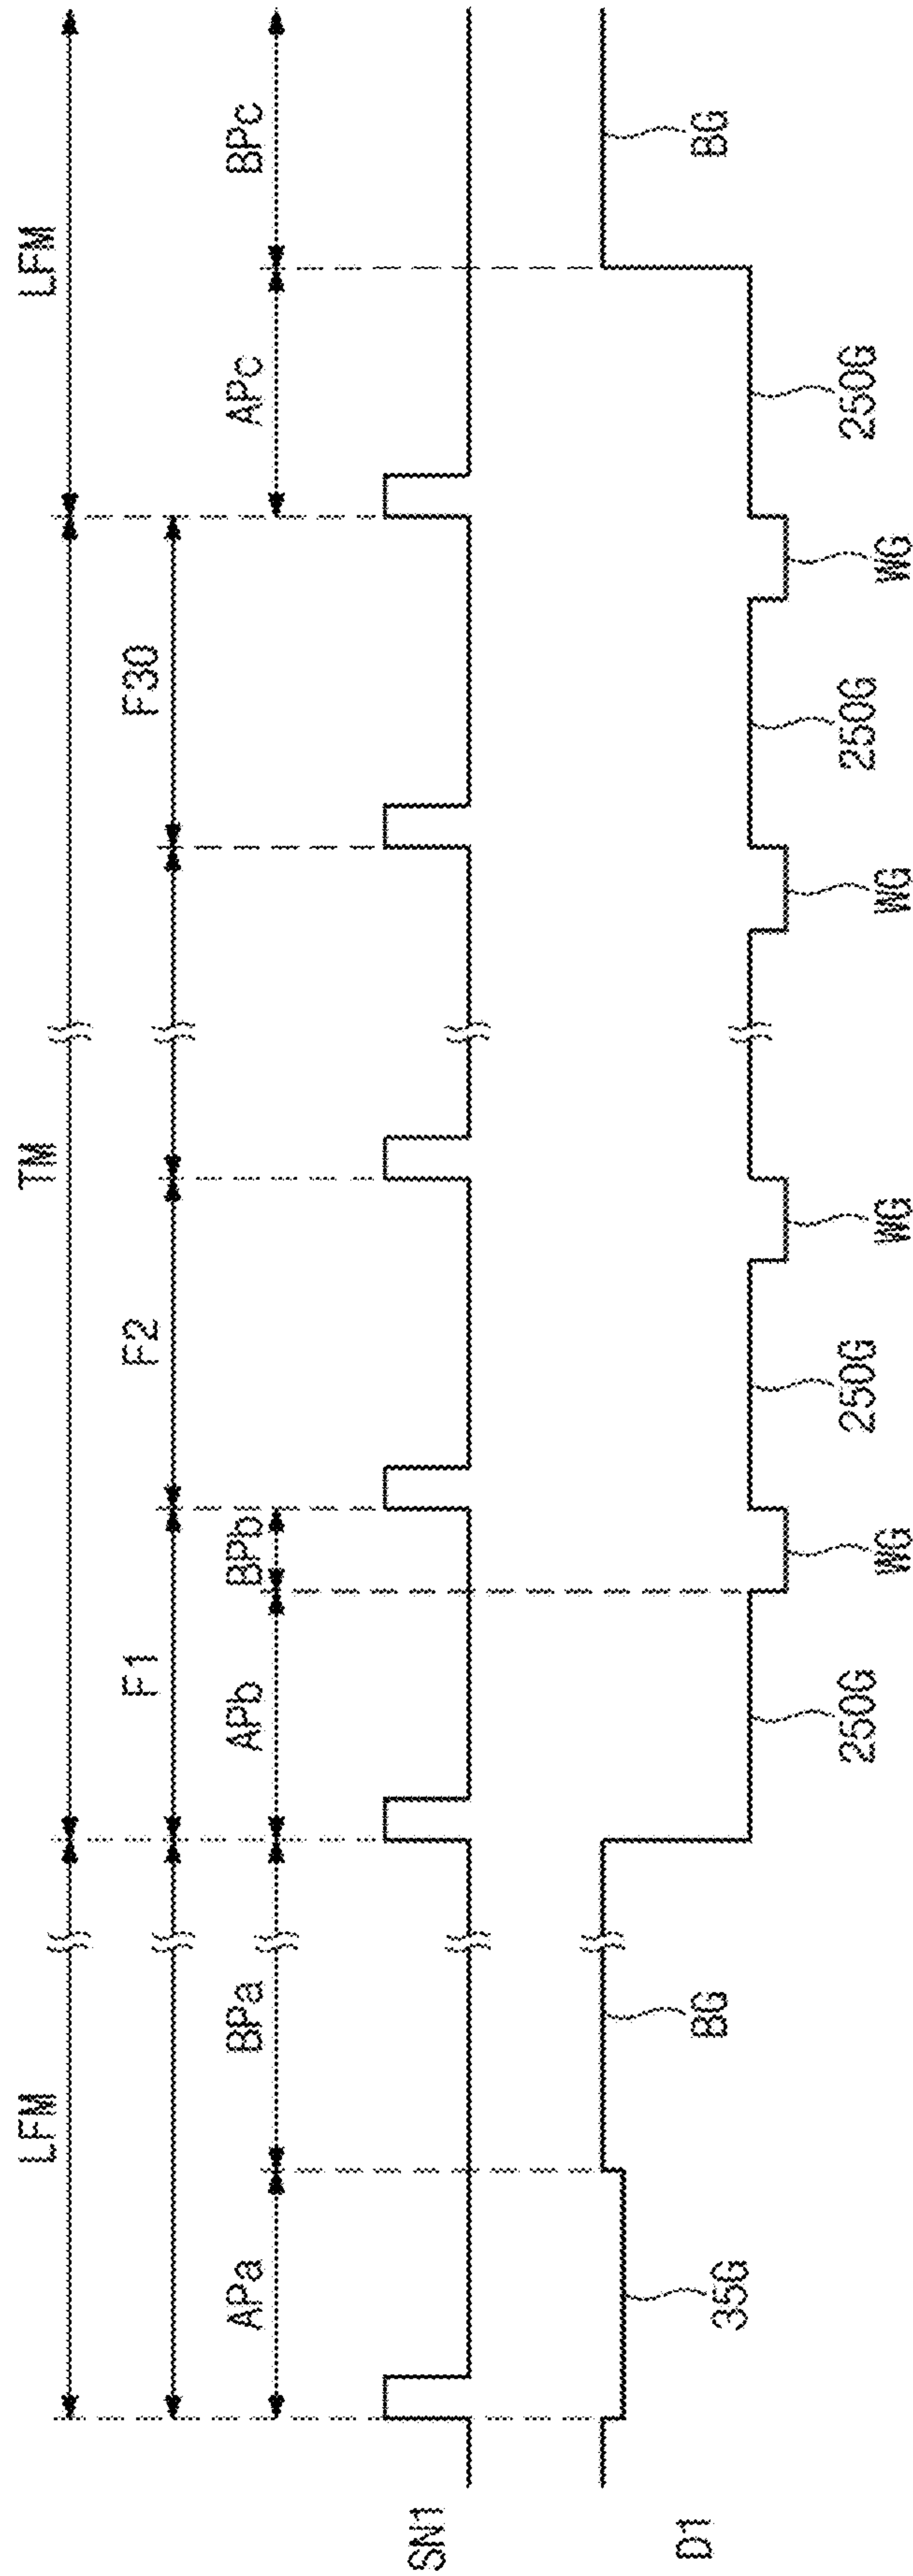 LFM TM LFM
F1 F2 F30
APa BPa APb BPb APc BPc
SN1
D1
35G BG 250G WG 250G WG WG 250G WG 250G BG